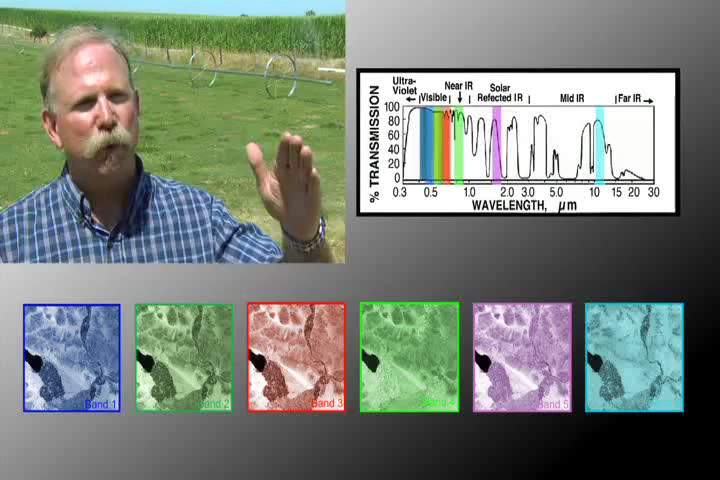 Ultra-
Violet
Visible
Near IR
Solar
Refected IR
Mid IR
Far IR
% TRANSMISSION
100
80
60
50
40
20
0
0.3
0.5
1.0
2.0
3.0
5.0
10
15
20
30
WAVELENGTH, μm
Band 1
Band 2
Band 3
Band 4
Band 5